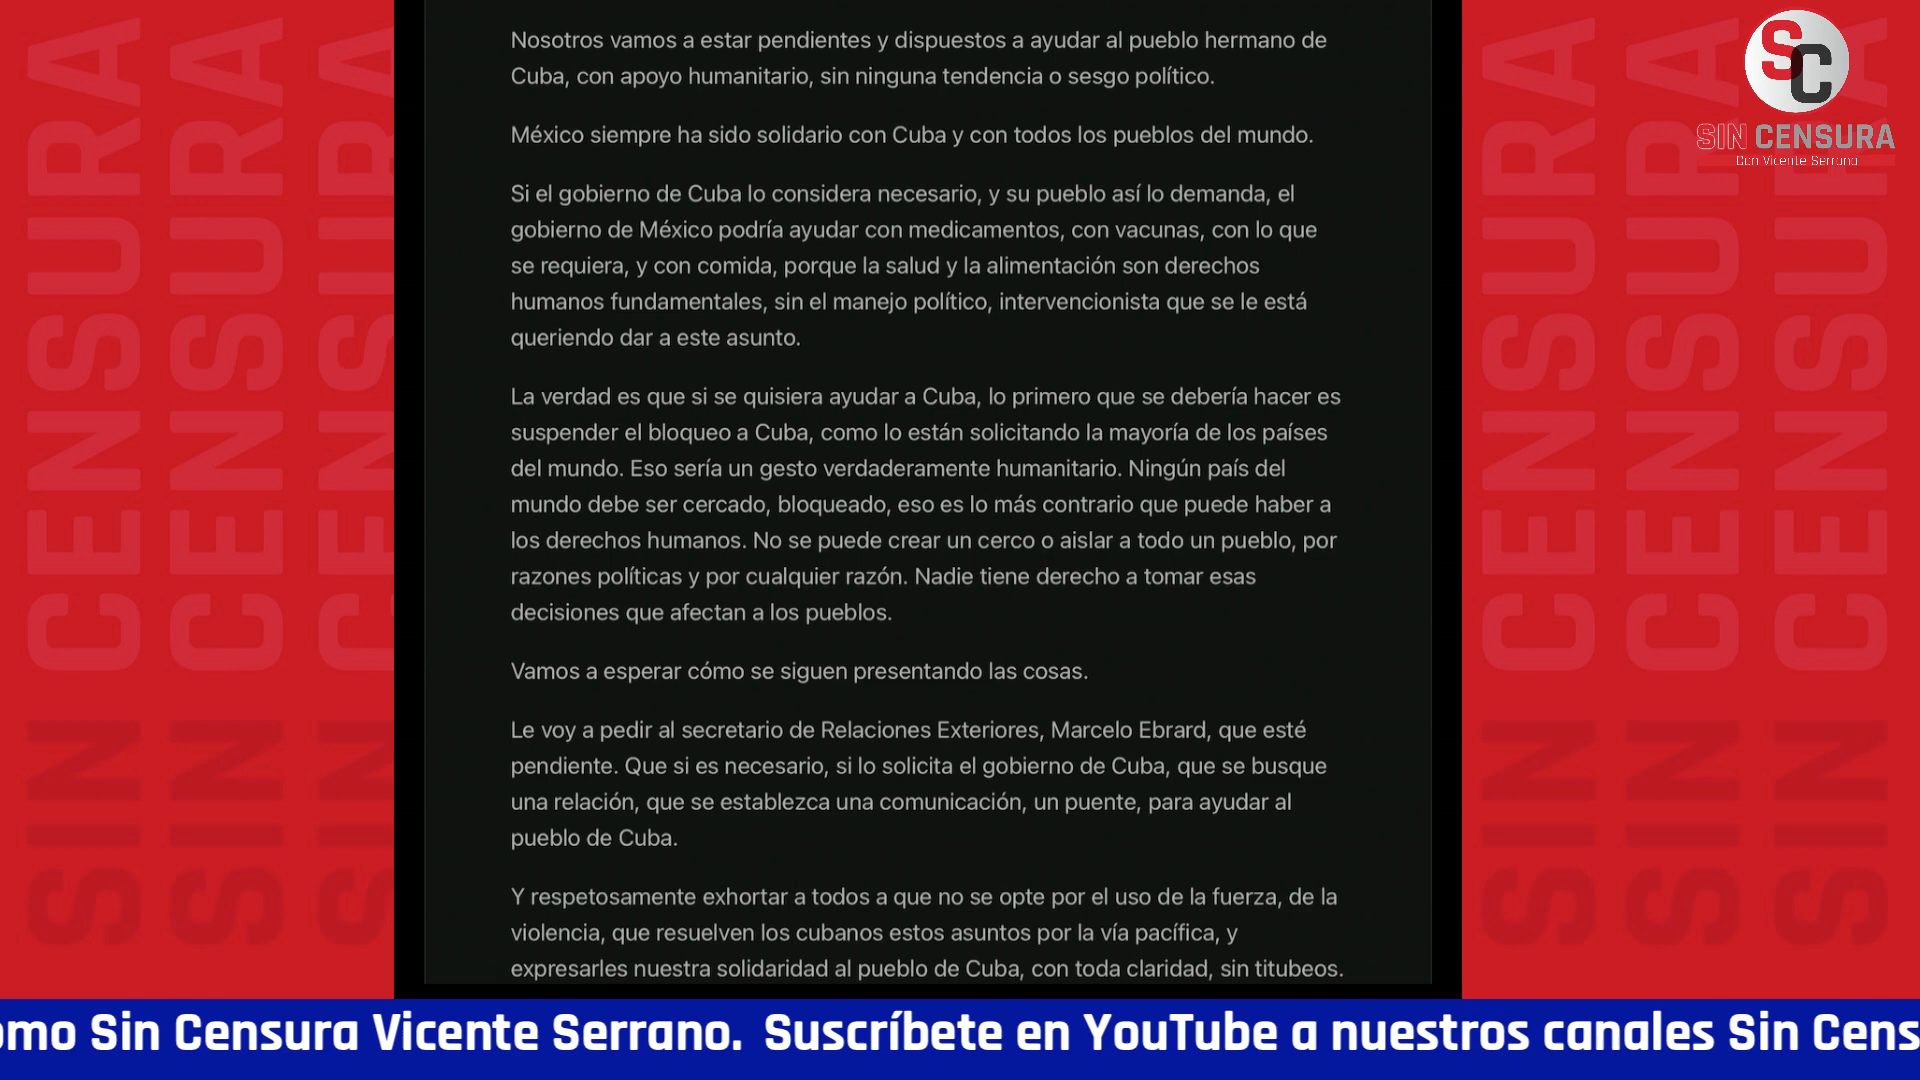 Nosotros vamos a estar pendientes y dispuestos a ayudar al pueblo hermano de
Cuba, con apoyo humanitario, sin ninguna tendencia o sesgo político.
México siempre ha sido solidario con Cuba y con todos los pueblos del mundo.
Si el gobierno de Cuba lo considera necesario, y su pueblo así lo demanda, el
gobierno de México podría ayudar con medicamentos, con vacunas, con lo que
se requiera, y con comida, porque la salud y la alimentación son derechos
humanos fundamentales, sin el manejo político, intervencionista que se le está
queriendo dar a este asunto.
La verdad es que si se quisiera ayudar a Cuba, lo primero que se debería hacer es
suspender el bloqueo a Cuba, como lo están solicitando la mayoría de los países
del mundo. Eso sería un gesto verdaderamente humanitario. Ningún país del
mundo debe ser cercado, bloqueado, eso es lo más contrario que puede haber a
los derechos humanos. No se puede crear un cerco o aislar a todo un pueblo, por
razones políticas y por cualquier razón. Nadie tiene derecho a tomar esas
decisiones que afectan a los pueblos.
Vamos a esperar cómo se siguen presentando las cosas.
Le voy a pedir al secretario de Relaciones Exteriores, Marcelo Ebrard, que esté
pendiente. Que si es necesario, si lo solicita el gobierno de Cuba, que se busque
una relación, que se establezca una comunicación, un puente, para ayudar al
pueblo de Cuba.
Y respetosamente exhortar a todos a que no se opte por el uso de la fuerza, de la
violencia, que resuelven los cubanos estos asuntos por la vía pacífica, y
expresarles nuestra solidaridad al pueblo de Cuba, con toda claridad, sin titubeos.
SC
SIN CENSURA
Con Vicente Serrano
SIN CENSURA
SIN CENSURA
SIN CENSURA
SIN CENSURA
SIN CENSURA
SIN CENSURA
omo Sin Censura Vicente Serrano. Suscríbete en YouTube a nuestros canales Sin Cens